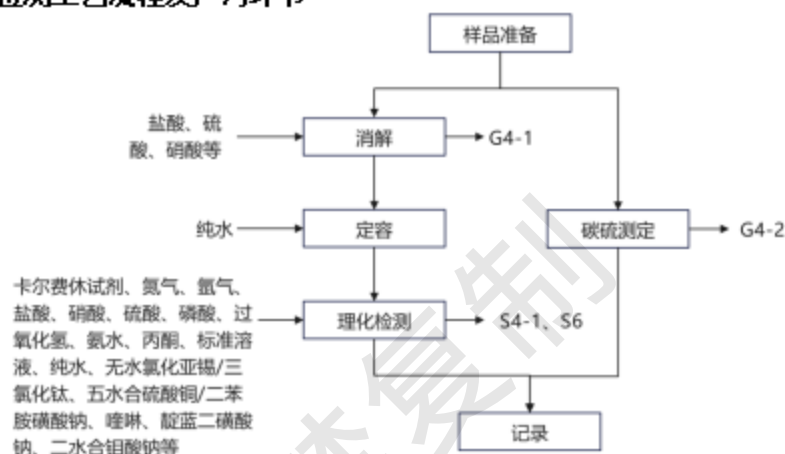 样品准备
盐酸、硫
酸、硝酸等
消解
G4-1
纯水
定容
碳硫测定
G4-2
卡尔费休试剂、氮气、氩气、
盐酸、硝酸、硫酸、磷酸、过
氧化氢、氨水、丙酮、标准溶
液、纯水、无水氯化亚锡/三
氯化钛、五水合硫酸铜/二苯
胺磺酸钠、喹啉、靛蓝二磺酸
钠、二水合钼酸钠等
理化检测
S4-1、S6
记录
禁复制